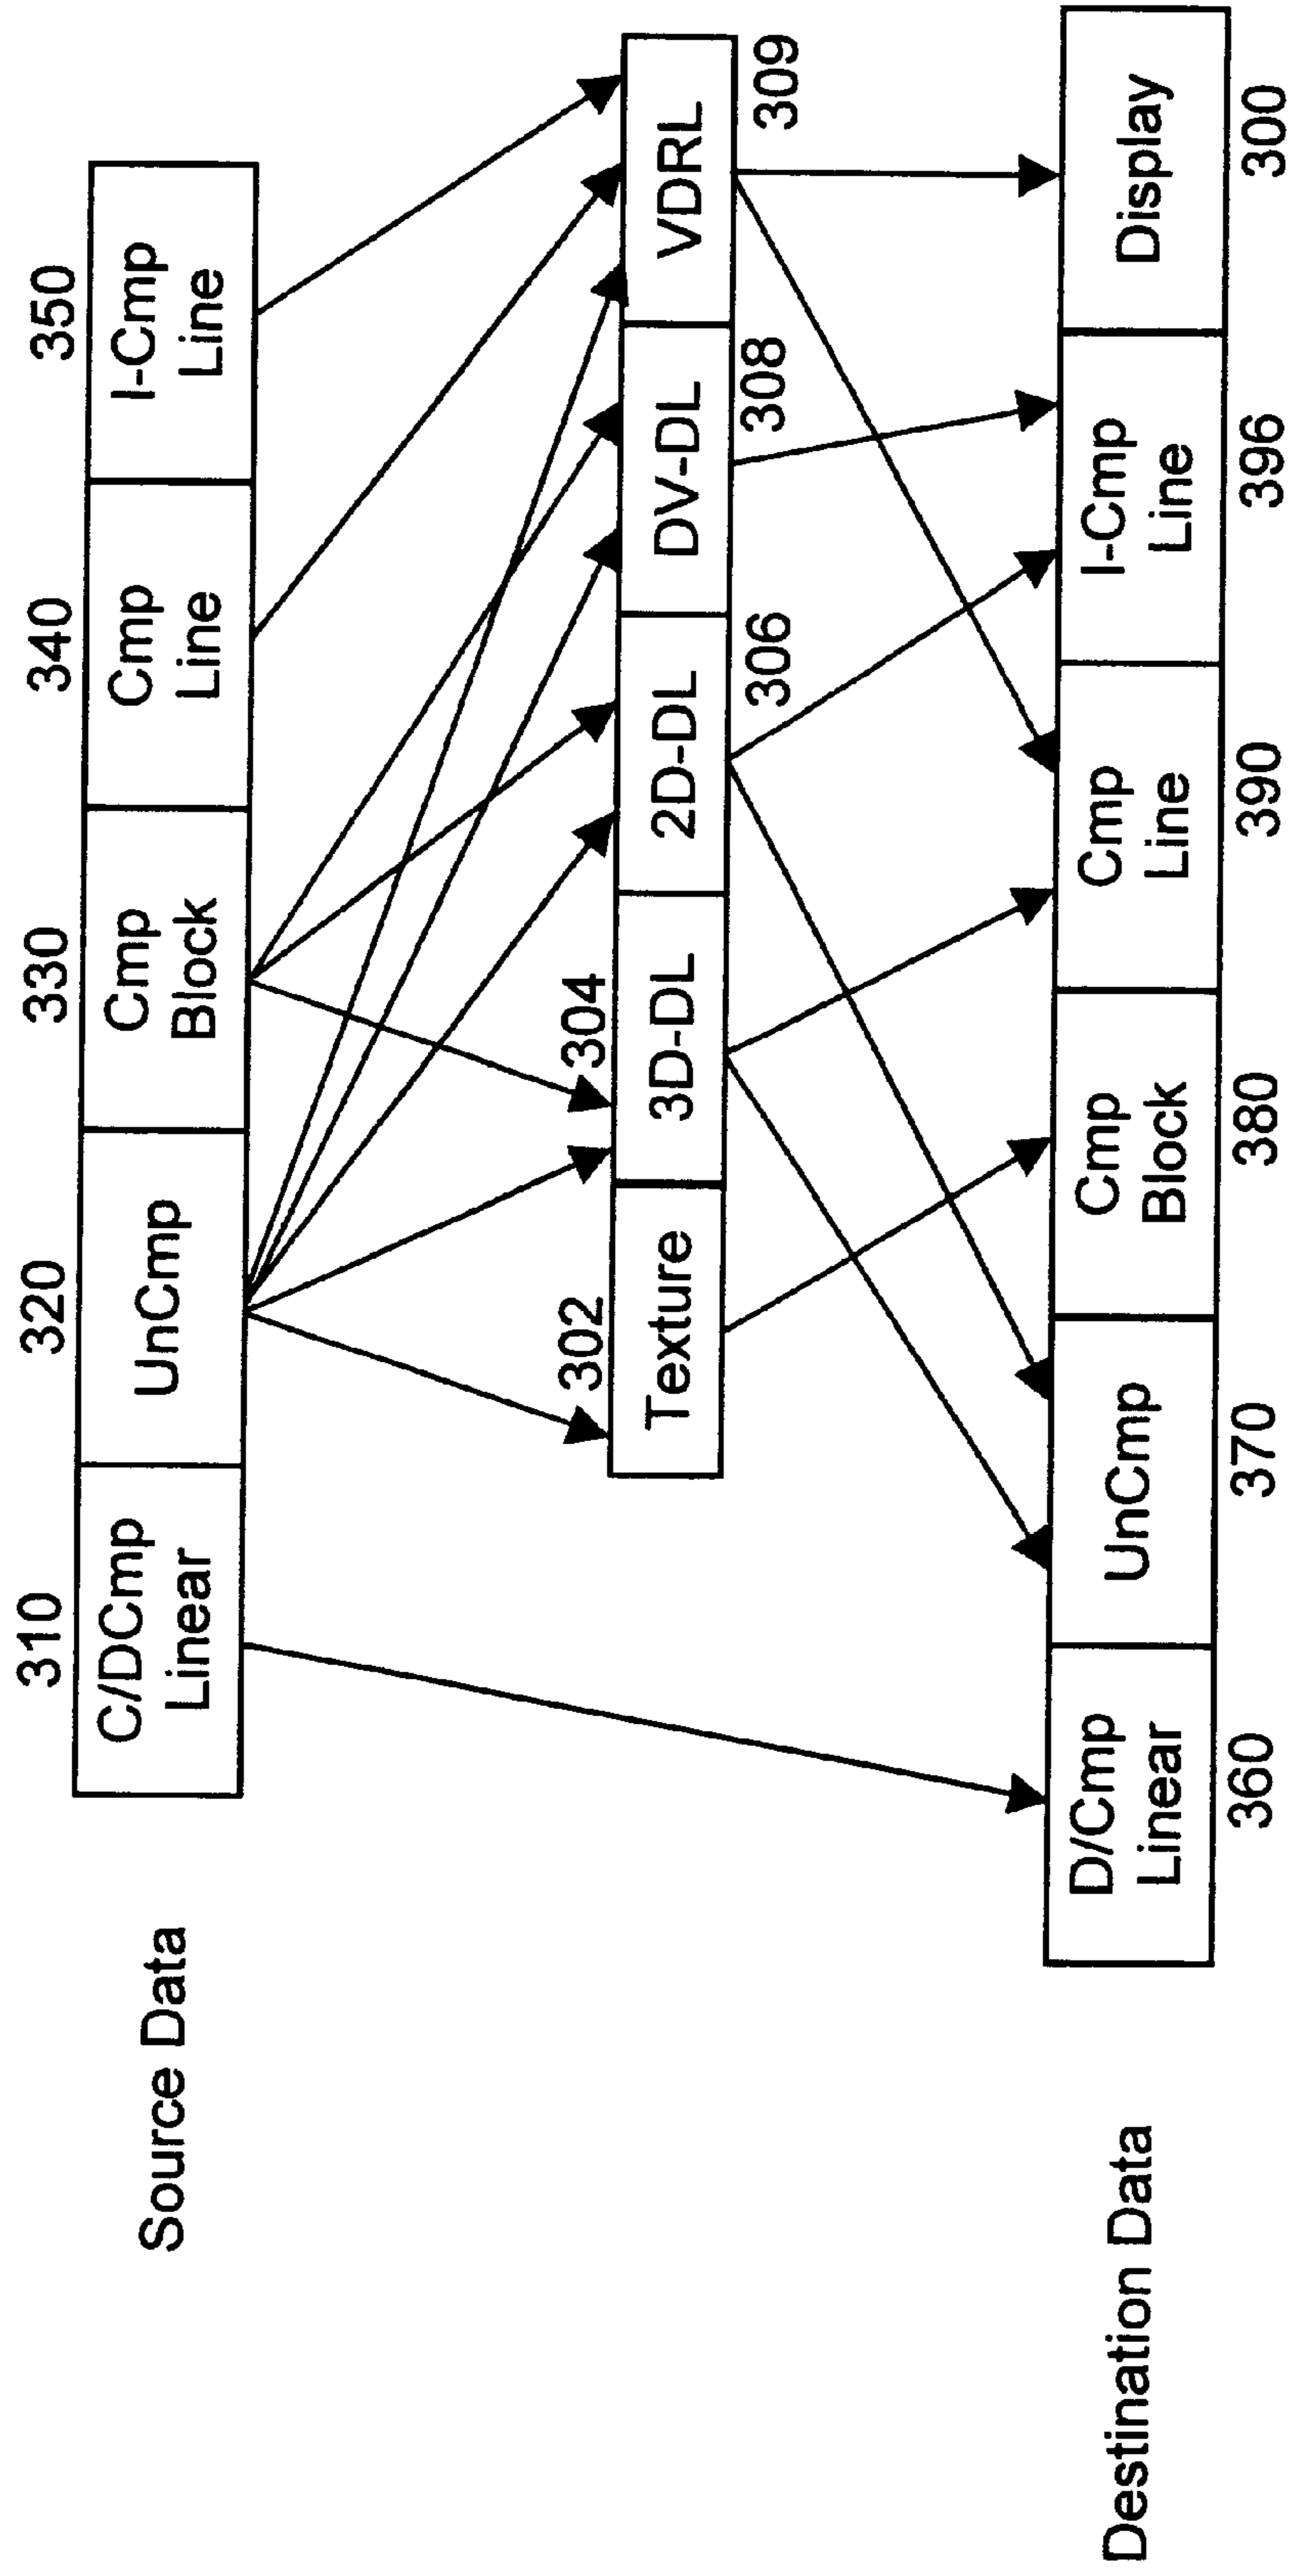 310 320 330 340 350
Source Data
C/DCmp
Linear
UnCmp
Cmp
Block
Cmp
Line
I-Cmp
Line
302 304
Texture 3D-DL 2D-DL DV-DL VDRL
306 308 309
Destination Data
D/Cmp
Linear
UnCmp
Cmp
Block
Cmp
Line
I-Cmp
Line
Display
360 370 380 390 396 300